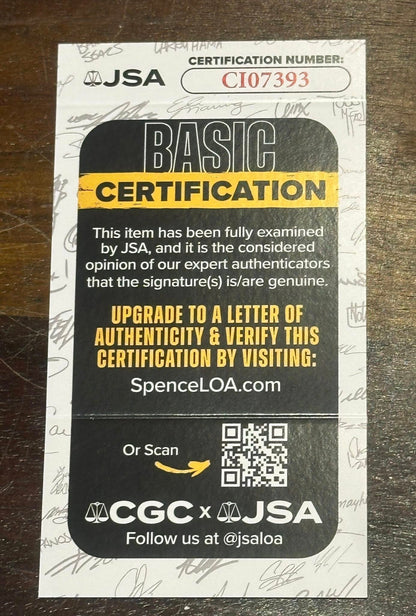 CERTIFICATION NUMBER:
JSA CI07393
BASIC
CERTIFICATION
This item has been fully examined
by JSA, and it is the considered
opinion of our expert authenticators
that the signature(s) is/are genuine.
UPGRADE TO A LETTER OF
AUTHENTICITY & VERIFY THIS
CERTIFICATION BY VISITING:
SpenceLOA.com
Or Scan
CGC x JSA
Follow us at @jsaloa